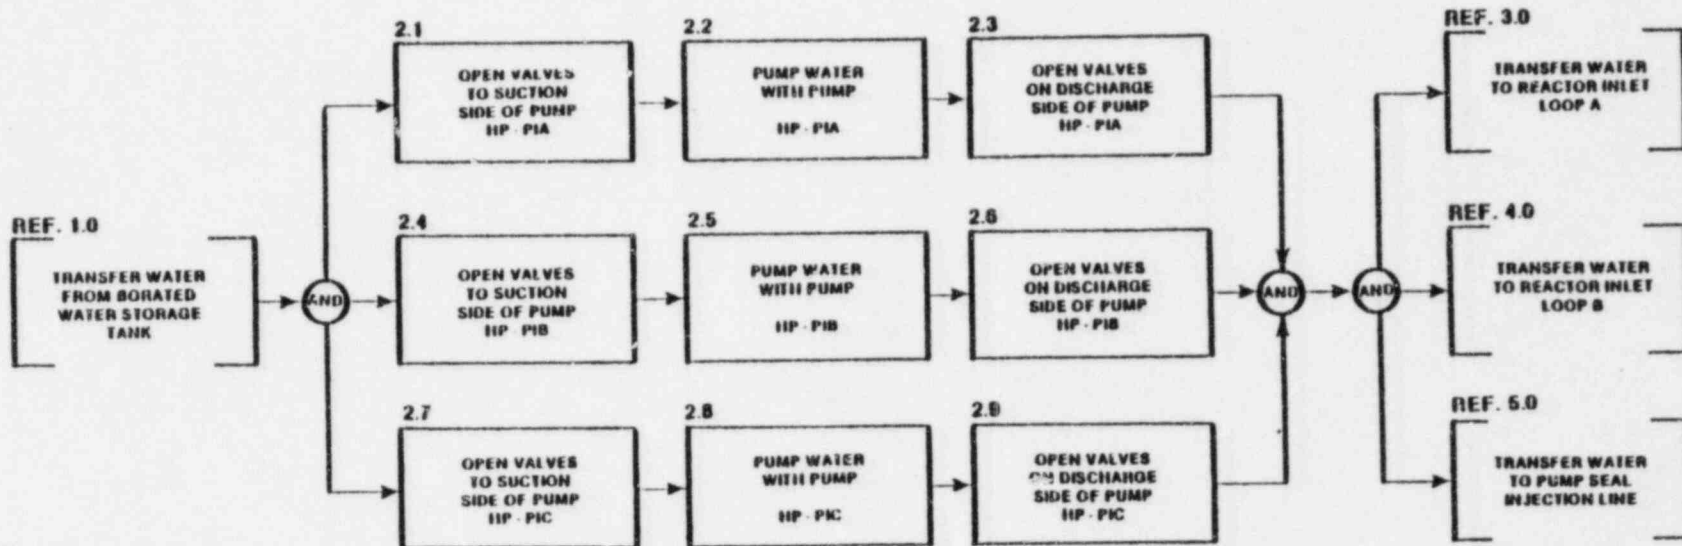 REF. 1.0
TRANSFER WATER
FROM BORATED
WATER STORAGE
TANK
AND
2.1
OPEN VALVES
TO SUCTION
SIDE OF PUMP
HP - PIA
2.2
PUMP WATER
WITH PUMP
HP - PIA
2.3
OPEN VALVES
ON DISCHARGE
SIDE OF PUMP
HP - PIA
2.4
OPEN VALVES
TO SUCTION
SIDE OF PUMP
HP - PIB
2.5
PUMP WATER
WITH PUMP
HP - PIB
2.6
OPEN VALVES
ON DISCHARGE
SIDE OF PUMP
HP - PIB
2.7
OPEN VALVES
TO SUCTION
SIDE OF PUMP
HP - PIC
2.8
PUMP WATER
WITH PUMP
HP - PIC
2.9
OPEN VALVES
ON DISCHARGE
SIDE OF PUMP
HP - PIC
AND
AND
REF. 3.0
TRANSFER WATER
TO REACTOR INLET
LOOP A
REF. 4.0
TRANSFER WATER
TO REACTOR INLET
LOOP B
REF. 5.0
TRANSFER WATER
TO PUMP SEAL
INJECTION LINE